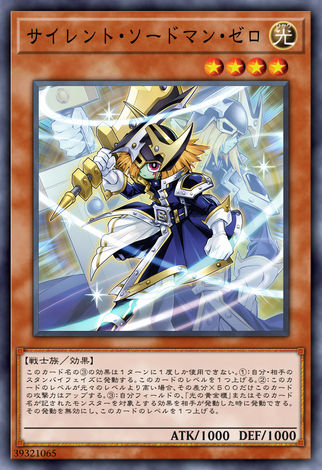 サイレント・ソードマン・ゼロ
光
【戦士族／効果】
このカード名の③の効果は１ターンに１度しか使用できない。①：自分・相手の
スタンバイフェイズに発動する。このカードのレベルを１つ上げる。②：このカ
ードのレベルが元々のレベルより高い場合、その差分×５００だけこのカード
の攻撃力はアップする。③：自分フィールドの、「光の黄金櫃」またはそのカード
名が記されたモンスターを対象とする効果を相手が発動した時に発動できる。
その発動を無効にし、このカードのレベルを１つ上げる。
ATK/1000 DEF/1000
39321065